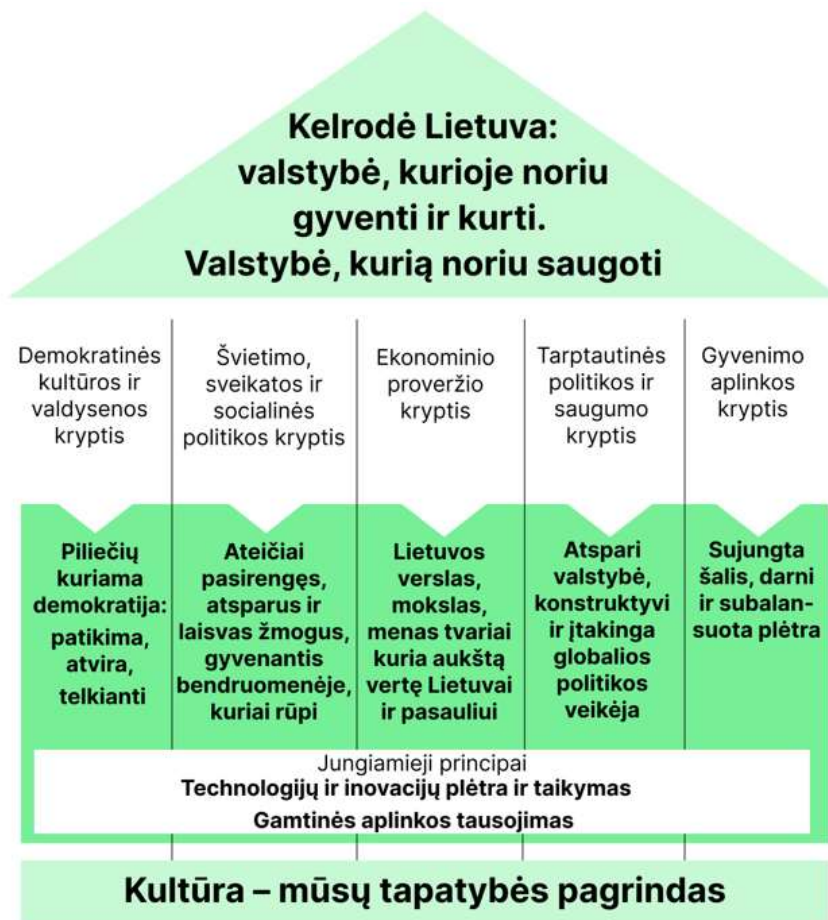 Kelrodė Lietuva:
valstybė, kurioje noriu
gyventi ir kurti.
Valstybė, kurią noriu saugoti
Demokratinės
kultūros ir
valdysenos
kryptis
Švietimo,
sveikatos ir
socialinės
politikos kryptis
Ekonominio
proveržio
kryptis
Tarptautinės
politikos ir
saugumo
kryptis
Gyvenimo
aplinkos
kryptis
Piliečių
kuriama
demokratija:
patikima,
atvira,
telkianti
Ateičiai
pasirengęs,
atsparus ir
laisvas žmogus,
gyvenantis
bendruomenėje,
kuriai rūpi
Lietuvos
verslas,
mokslas,
menas tvariai
kuria aukštą
vertę Lietuvai
ir pasauliui
Atspari
valstybė,
konstruktyvi
ir įtakinga
globalios
politikos
veikėja
Sujungta
šalis, darni
ir subalan-
suota plėtra
Jungiamieji principai
Technologijų ir inovacijų plėtra ir taikymas
Gamtinės aplinkos tausojimas
Kultūra – mūsų tapatybės pagrindas